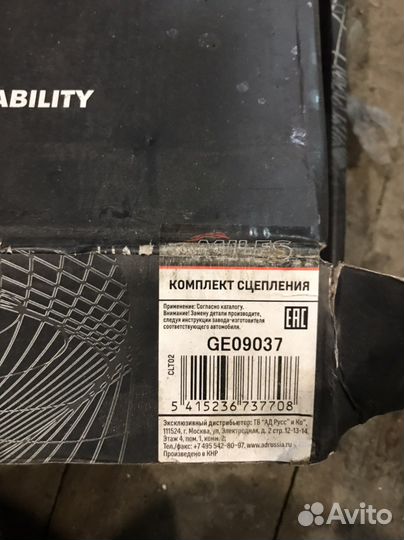 ABILITY
MILES
КОМПЛЕКТ СЦЕПЛЕНИЯ
Применение: Согласно каталогу.
Внимание! Замену детали производите,
следуя инструкции завода-изготовителя
соответствующего автомобиля.
EAC
GE09037
CLT02
5 415236 737708
Эксклюзивный дистрибьютор: ТВ "АД Русс" и Ко",
111524, г. Москва, ул. Электродная, д. 2 стр. 12-13-14,
Этаж 4, пом. 1, комн. 2;
Тел./факс: +7 495 542-80-97, www.adrussia.ru
Произведено в КНР
Avito